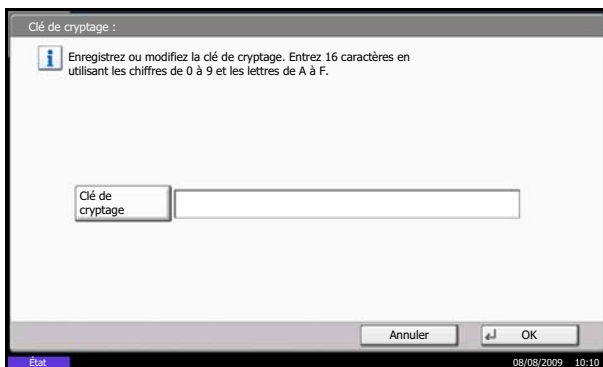 Clé de cryptage :
Enregistrez ou modifiez la clé de cryptage. Entrez 16 caractères en
utilisant les chiffres de 0 à 9 et les lettres de A à F.
Clé de
cryptage
Annuler
OK
État
08/08/2009 10:10